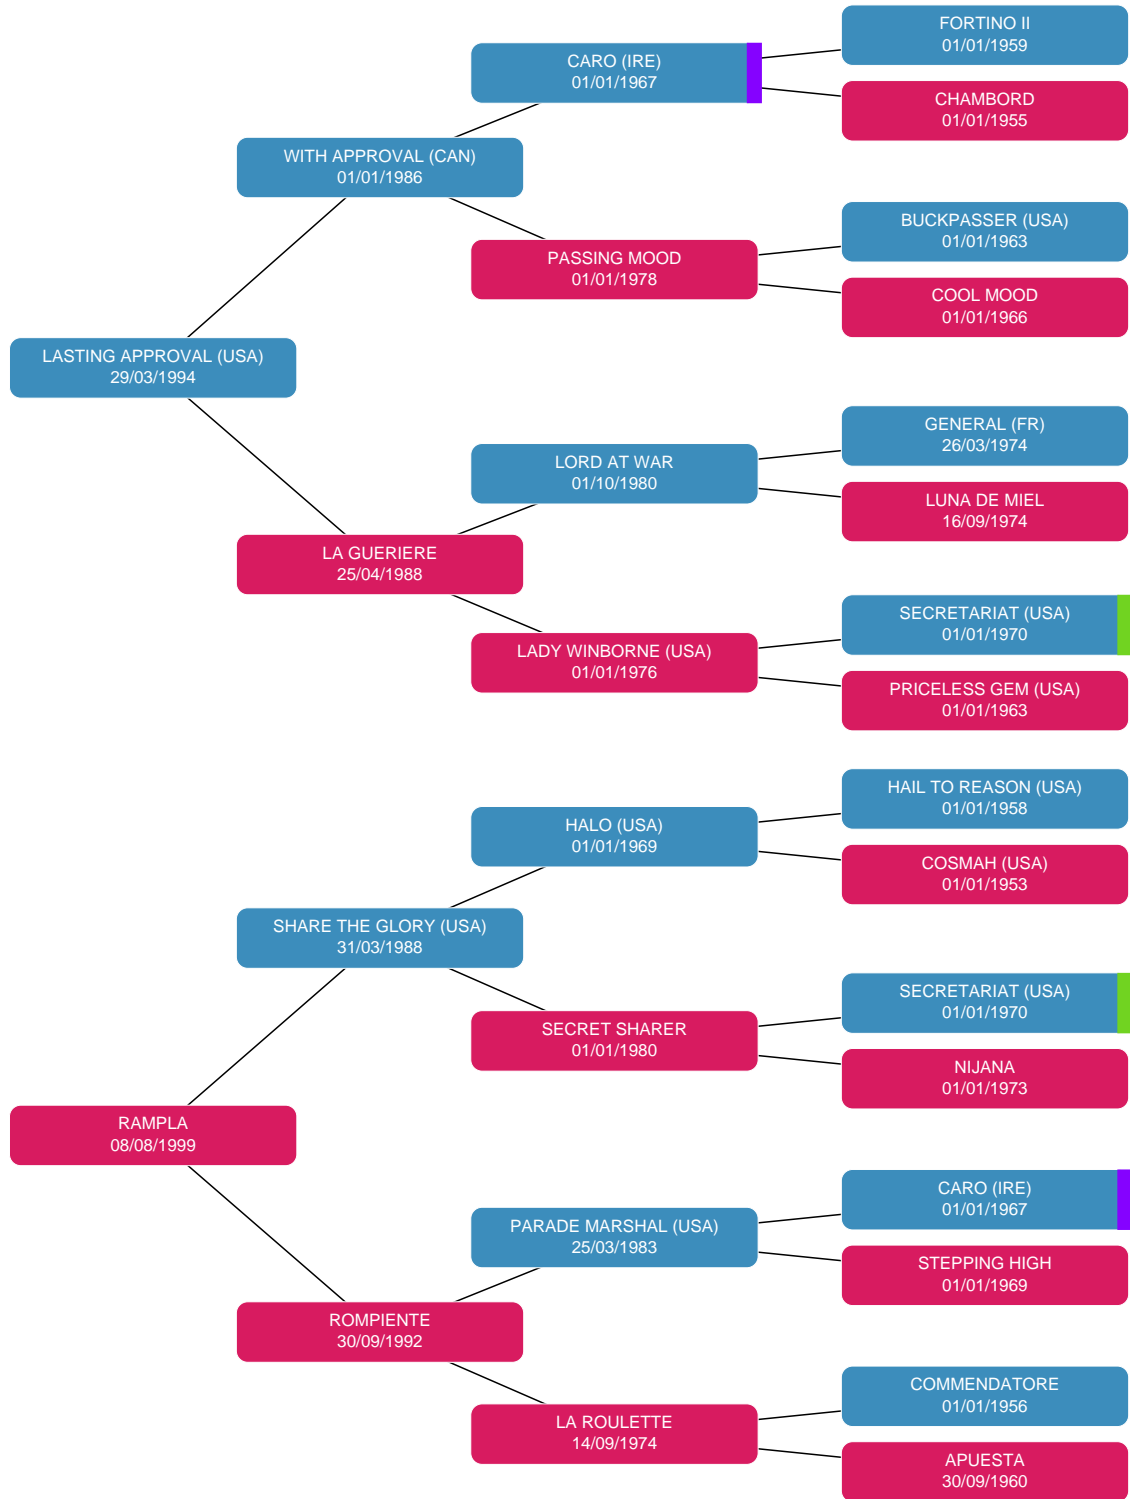 FORTINO II
01/01/1959
CARO (IRE)
01/01/1967
CHAMBORD
01/01/1955
WITH APPROVAL (CAN)
01/01/1986
BUCKPASSER (USA)
01/01/1963
PASSING MOOD
01/01/1978
COOL MOOD
01/01/1966
LASTING APPROVAL (USA)
29/03/1994
GENERAL (FR)
26/03/1974
LORD AT WAR
01/10/1980
LUNA DE MIEL
16/09/1974
LA GUERIERE
25/04/1988
SECRETARIAT (USA)
01/01/1970
LADY WINBORNE (USA)
01/01/1976
PRICELESS GEM (USA)
01/01/1963
HAIL TO REASON (USA)
01/01/1958
HALO (USA)
01/01/1969
COSMAH (USA)
01/01/1953
SHARE THE GLORY (USA)
31/03/1988
SECRETARIAT (USA)
01/01/1970
SECRET SHARER
01/01/1980
NIJANA
01/01/1973
RAMPLA
08/08/1999
CARO (IRE)
01/01/1967
PARADE MARSHAL (USA)
25/03/1983
STEPPING HIGH
01/01/1969
ROMPIENTE
30/09/1992
COMMENDATORE
01/01/1956
LA ROULETTE
14/09/1974
APUESTA
30/09/1960